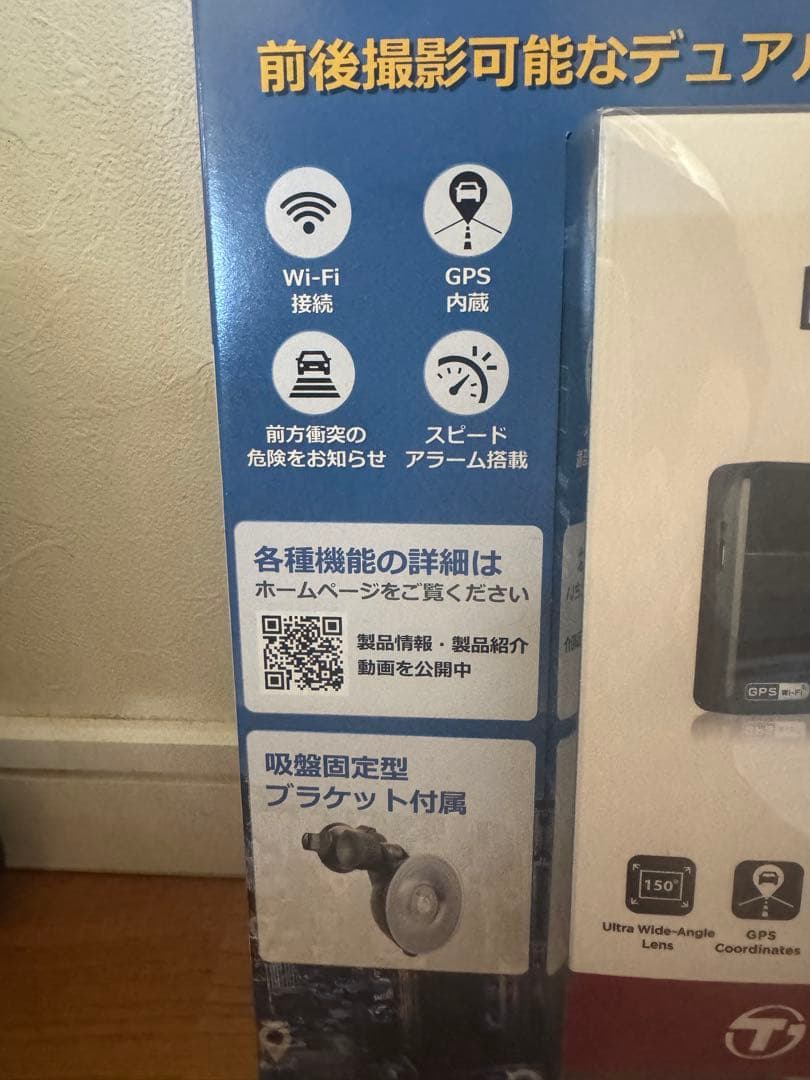 前後撮影可能なデュアル
Wi-Fi
接続
GPS
内蔵
前方衝突の
危険をお知らせ
スピード
アラーム搭載
各種機能の詳細は
ホームページをご覧ください
製品情報・製品紹介
動画を公開中
吸盤固定型
ブラケット付属
GPS Wi-Fi
150°
Ultra Wide-Angle
Lens
GPS
Coordinates